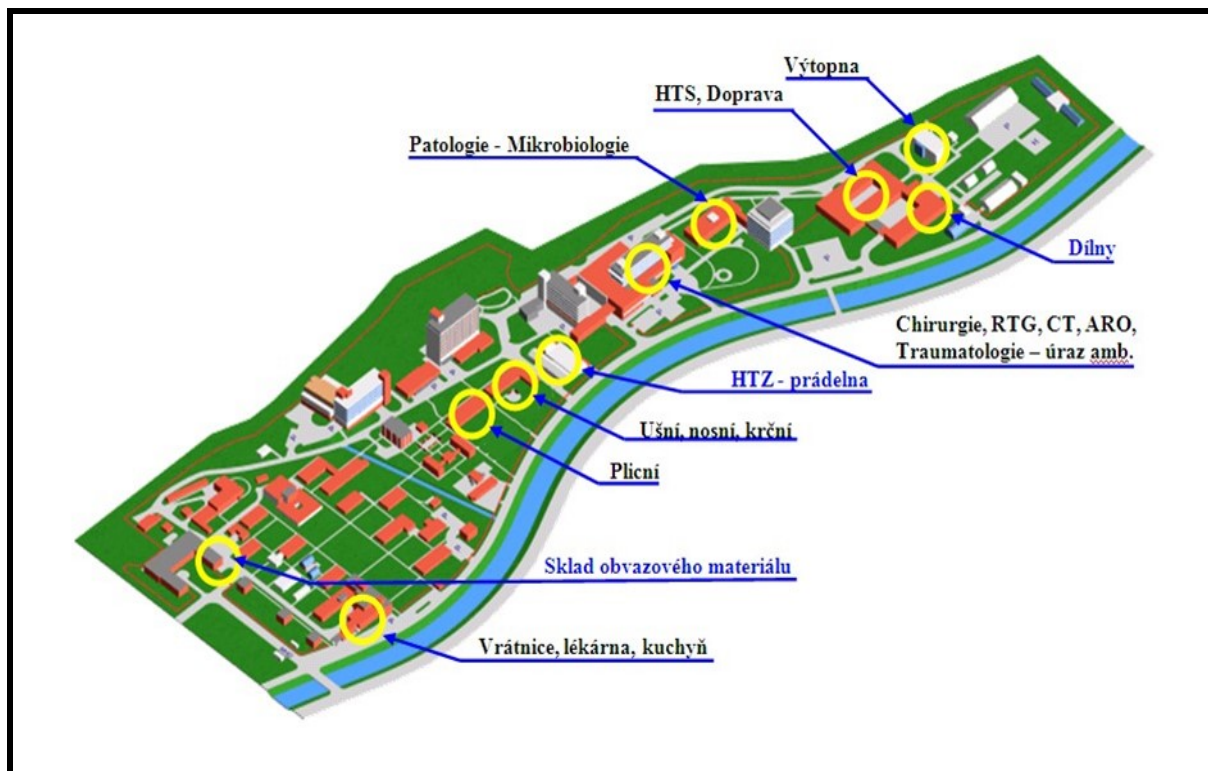 Výtopna
HTS, Doprava
Patologie - Mikrobiologie
Dílny
Chirurgie, RTG, CT, ARO,
Traumatologie – úraz amb.
HTZ - prádelna
Ušní, nosní, krční
Plicní
Sklad obvazového materiálu
Vrátnice, lékárna, kuchyň